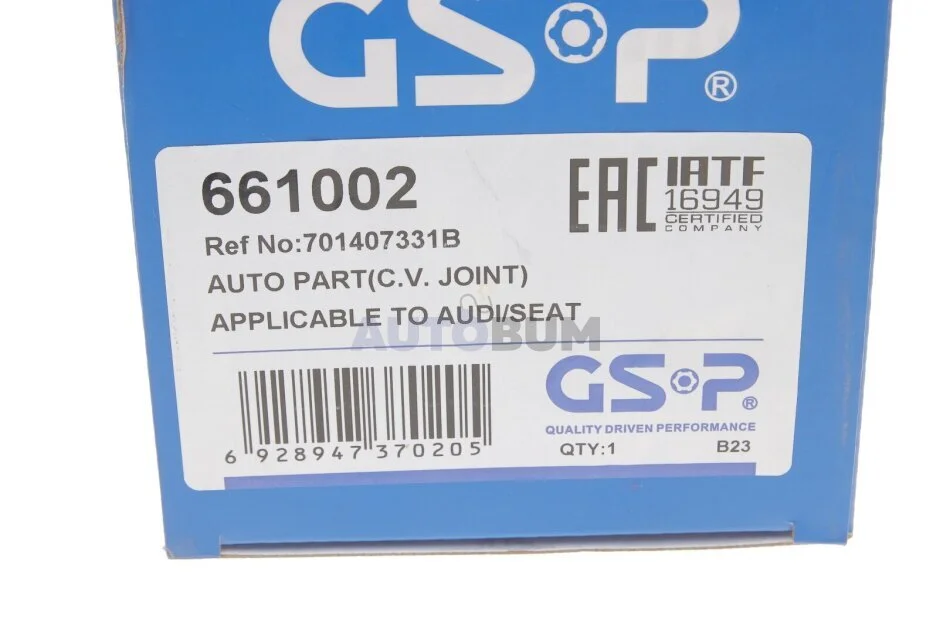 GSP®
661002
EAC
IATF
16949
CERTIFIED
COMPANY
Ref No:701407331B
AUTO PART(C.V. JOINT)
APPLICABLE TO AUDI/SEAT
AUTOBUM
GSP®
QUALITY DRIVEN PERFORMANCE
QTY:1 B23
6 928947 370205